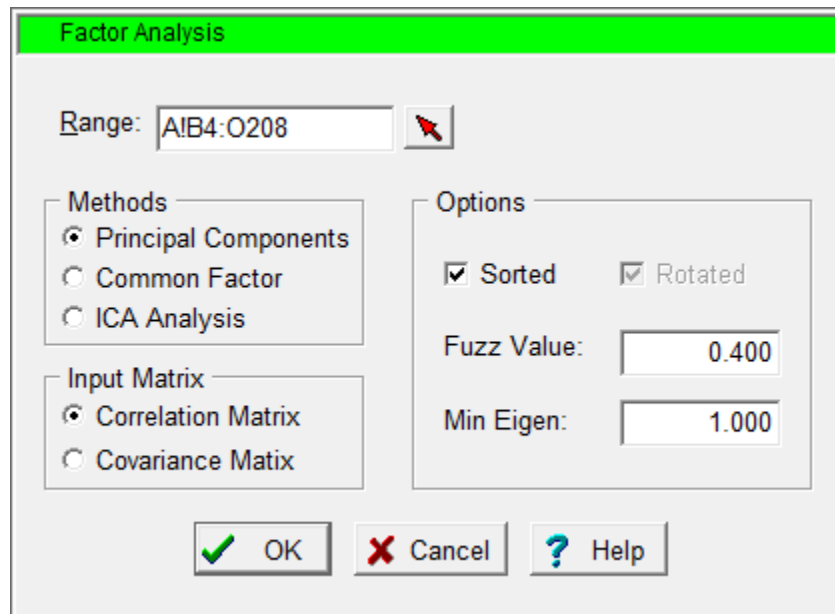 Factor Analysis
Range: A!B4:O208
Methods
Principal Components
Common Factor
ICA Analysis
Input Matrix
Correlation Matrix
Covariance Matix
Options
Sorted Rotated
Fuzz Value: 0.400
Min Eigen: 1.000
OK Cancel ? Help